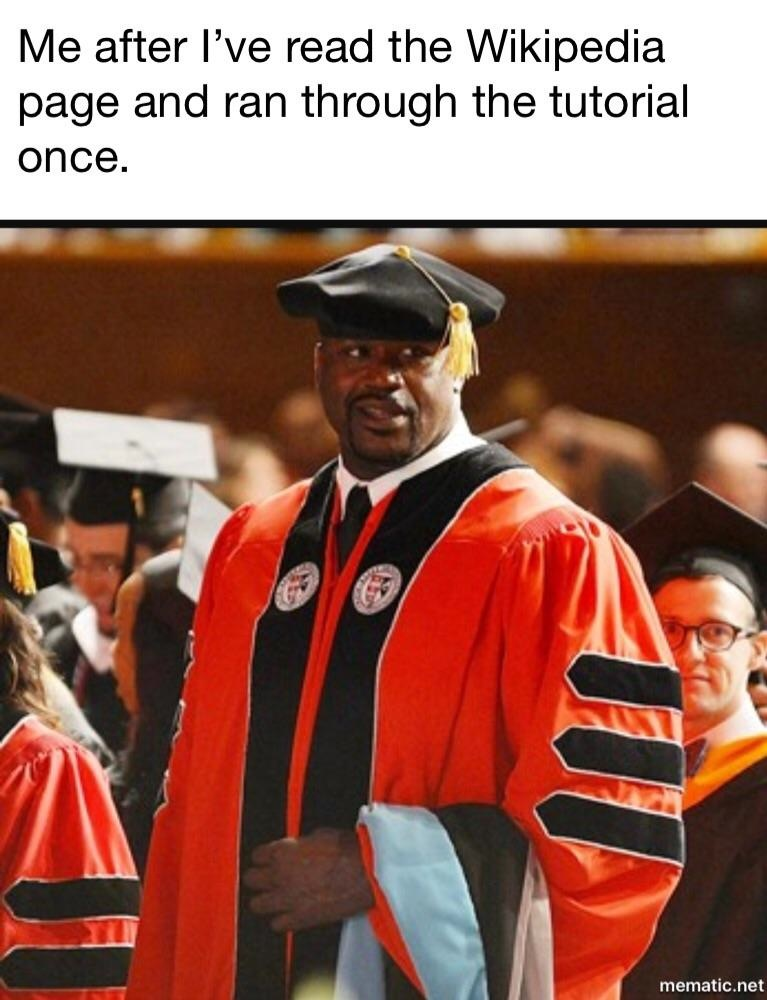 Me after I’ve read the Wikipedia
page and ran through the tutorial
once.
mematic.net